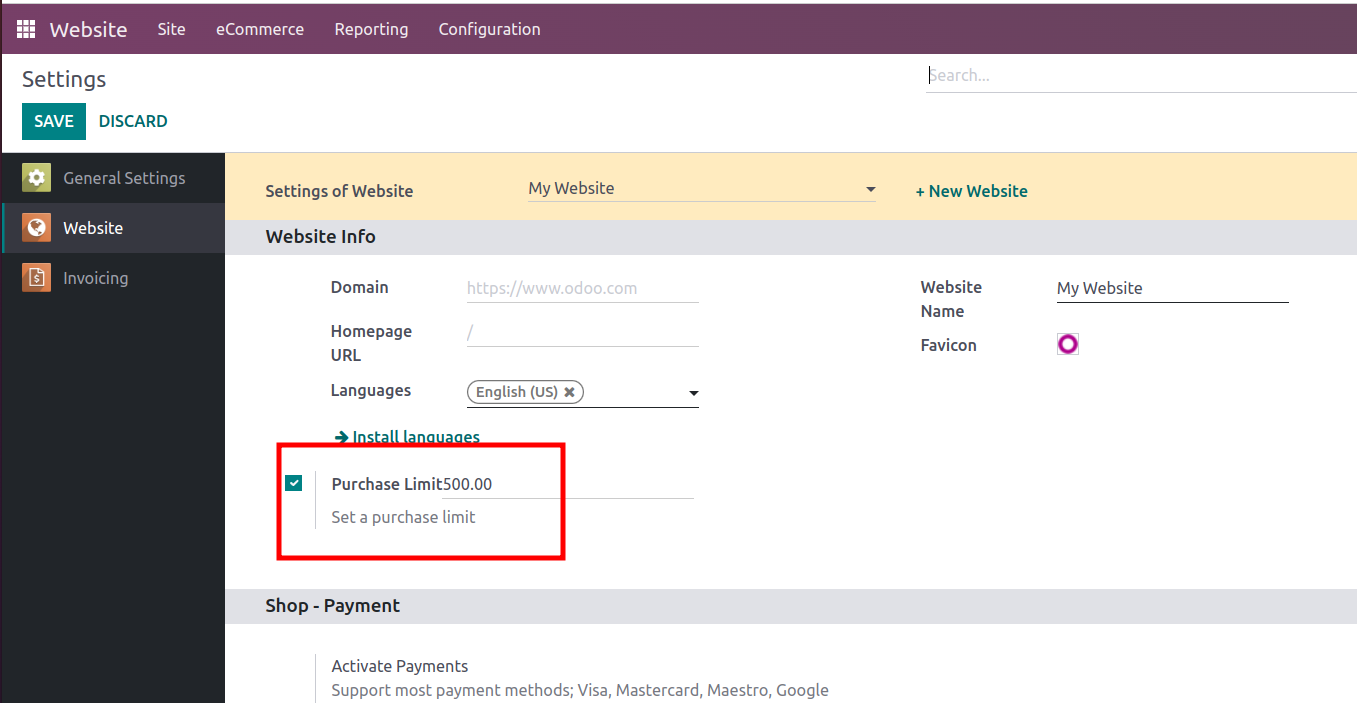 Website Site eCommerce Reporting Configuration
Settings
Search...
SAVE DISCARD
General Settings
Website
Invoicing
Settings of Website My Website + New Website
Website Info
Domain https://www.odoo.com
Homepage URL /
Languages English (US)
Install languages
Website Name My Website
Favicon
Purchase Limit 500.00
Set a purchase limit
Shop - Payment
Activate Payments
Support most payment methods; Visa, Mastercard, Maestro, Google